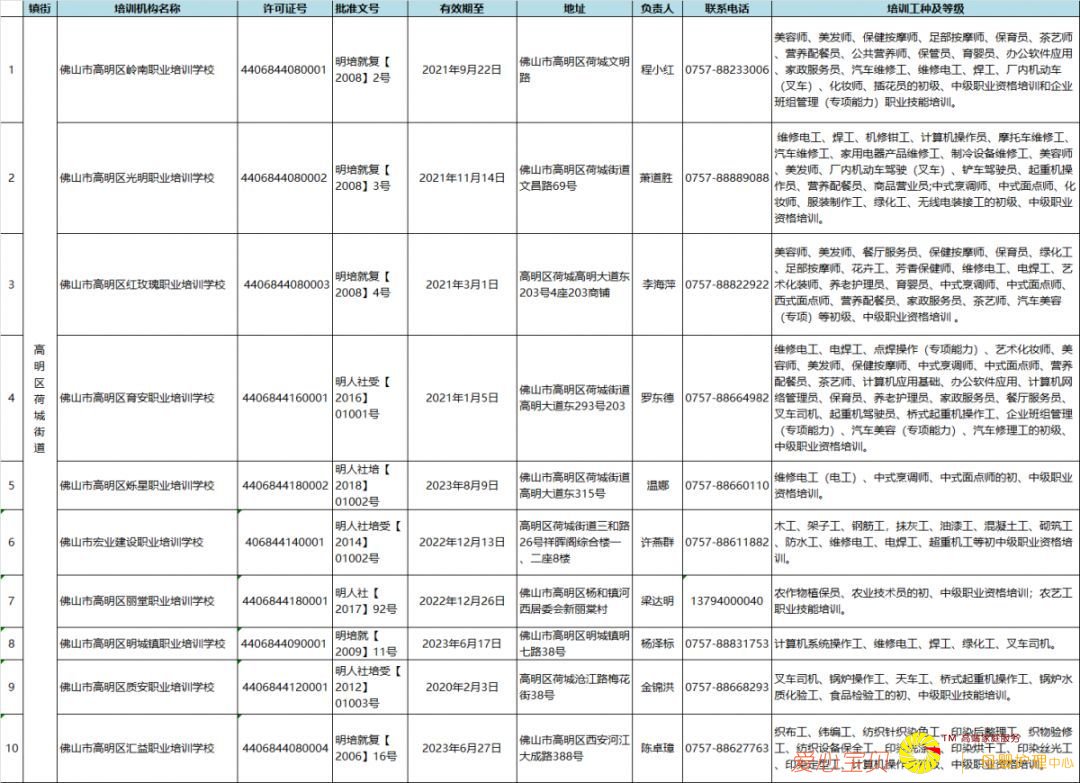 镇街 培训机构名称 许可证号 批准文号 有效期至 地址 负责人 联系电话 培训工种及等级
高明区荷城街道
1 佛山市高明区岭南职业培训学校 4406844080001 明培就复【2008】2号 2021年9月22日 佛山市高明区荷城文明路 程小红 0757-88233006
美容师、美发师、保健按摩师、足部按摩师、保育员、茶艺师
、营养配餐员、公共营养师、保管员、育婴员、办公软件应用
、家政服务员、汽车维修工、维修电工、焊工、厂内机动车
（叉车）、化妆师、插花员的初级、中级职业资格培训和企业
班组管理（专项能力）职业技能培训。
2 佛山市高明区光明职业培训学校 4406844080002 明培就复【2008】3号 2021年11月14日 佛山市高明区荷城街道文昌路69号 萧道胜 0757-88889088
维修电工、焊工、机修钳工、计算机操作员、摩托车维修工、
汽车维修工、家用电器产品维修工、制冷设备维修工、美容师
、美发师、厂内机动车驾驶（叉车）、铲车驾驶员、起重机操
作员、营养配餐员、商品营业员;中式烹调师、中式面点师、化
妆师、服装制作工、绿化工、无线电装接工的初级、中级职业
资格培训。
3 佛山市高明区红玫瑰职业培训学校 4406844080003 明培就复【2008】4号 2021年3月1日 高明区荷城高明大道东203号4座203商铺 李海萍 0757-88822922
美容师、美发师、餐厅服务员、保健按摩师、保育员、绿化工
、足部按摩师、花卉工、芳香保健师、维修电工、电焊工、艺
术化装师、养老护理员、育婴员、中式烹调师、中式面点师、
西式面点师、营养配餐员、家政服务员、茶艺师、汽车美容
（专项）等初级、中级职业资格培训 。
4 佛山市高明区育安职业培训学校 4406844160001 明人社受【2016】01001号 2021年1月5日 佛山市高明区荷城街道高明大道东293号203 罗东德 0757-88664982
维修电工、电焊工、点焊操作（专项能力）、艺术化妆师、美
容师、美发师、保健按摩师、中式烹调师、中式面点师、营养
配餐员、茶艺师、计算机应用基础、办公软件应用、计算机网
络管理员、保育员、养老护理员、家政服务员、餐厅服务员、
叉车司机、起重机驾驶员、桥式起重机操作工、企业班组管理
（专项能力）、汽车美容（专项能力）、汽车修理工的初级、
中级职业资格培训。
5 佛山市高明区烁星职业培训学校 4406844180002 明人社培【2018】01002号 2023年8月9日 佛山市高明区荷城街道高明大道东315号 温娜 0757-88660110
维修电工（电工）、中式烹调师、中式面点师的初、中级职业
资格培训。
6 佛山市宏业建设职业培训学校 406844140001 明人社培受【2014】01002号 2022年12月13日 高明区荷城街道三和路26号祥晖阁综合楼一、二座8楼 许燕群 0757-88611882
木工、架子工、钢筋工，抹灰工、油漆工、混凝土工、砌筑工
、防水工、维修电工、电焊工、超重机工等初中级职业资格培
训。
7 佛山市高明区丽堂职业培训学校 4406844180001 明人社【2017】92号 2022年12月26日 佛山市高明区杨和镇河西居委会新丽棠村 梁达明 13794000040
农作物植保员、农业技术员的初、中级职业资格培训；农艺工
职业技能培训。
8 佛山市高明区明城镇职业培训学校 4406844090001 明培就【2009】11号 2023年6月17日 佛山市高明区明城镇明七路38号 杨泽标 0757-88831753
计算机系统操作工、维修电工、焊工、绿化工、叉车司机。
9 佛山市高明区质安职业培训学校 4406844120001 明人社培受【2012】01003号 2020年2月3日 高明区荷城沧江路梅花街38号 金锦洪 0757-88668293
叉车司机、锅炉操作工、天车工、桥式起重机操作工、锅炉水
质化验工、食品检验工的初、中级职业技能培训。
10 佛山市高明区汇益职业培训学校 4406844080004 明培就复【2006】16号 2023年6月27日 佛山市高明区西安河江大成路388号 陈卓璋 0757-88627763
织布工、纬编工、纺织针织染色工、印染后整理工、织物验修
工、纺织设备保全工、印染烘干工、印染丝光工
、印染定型工
爱心宝贝 TM 高端家庭服务